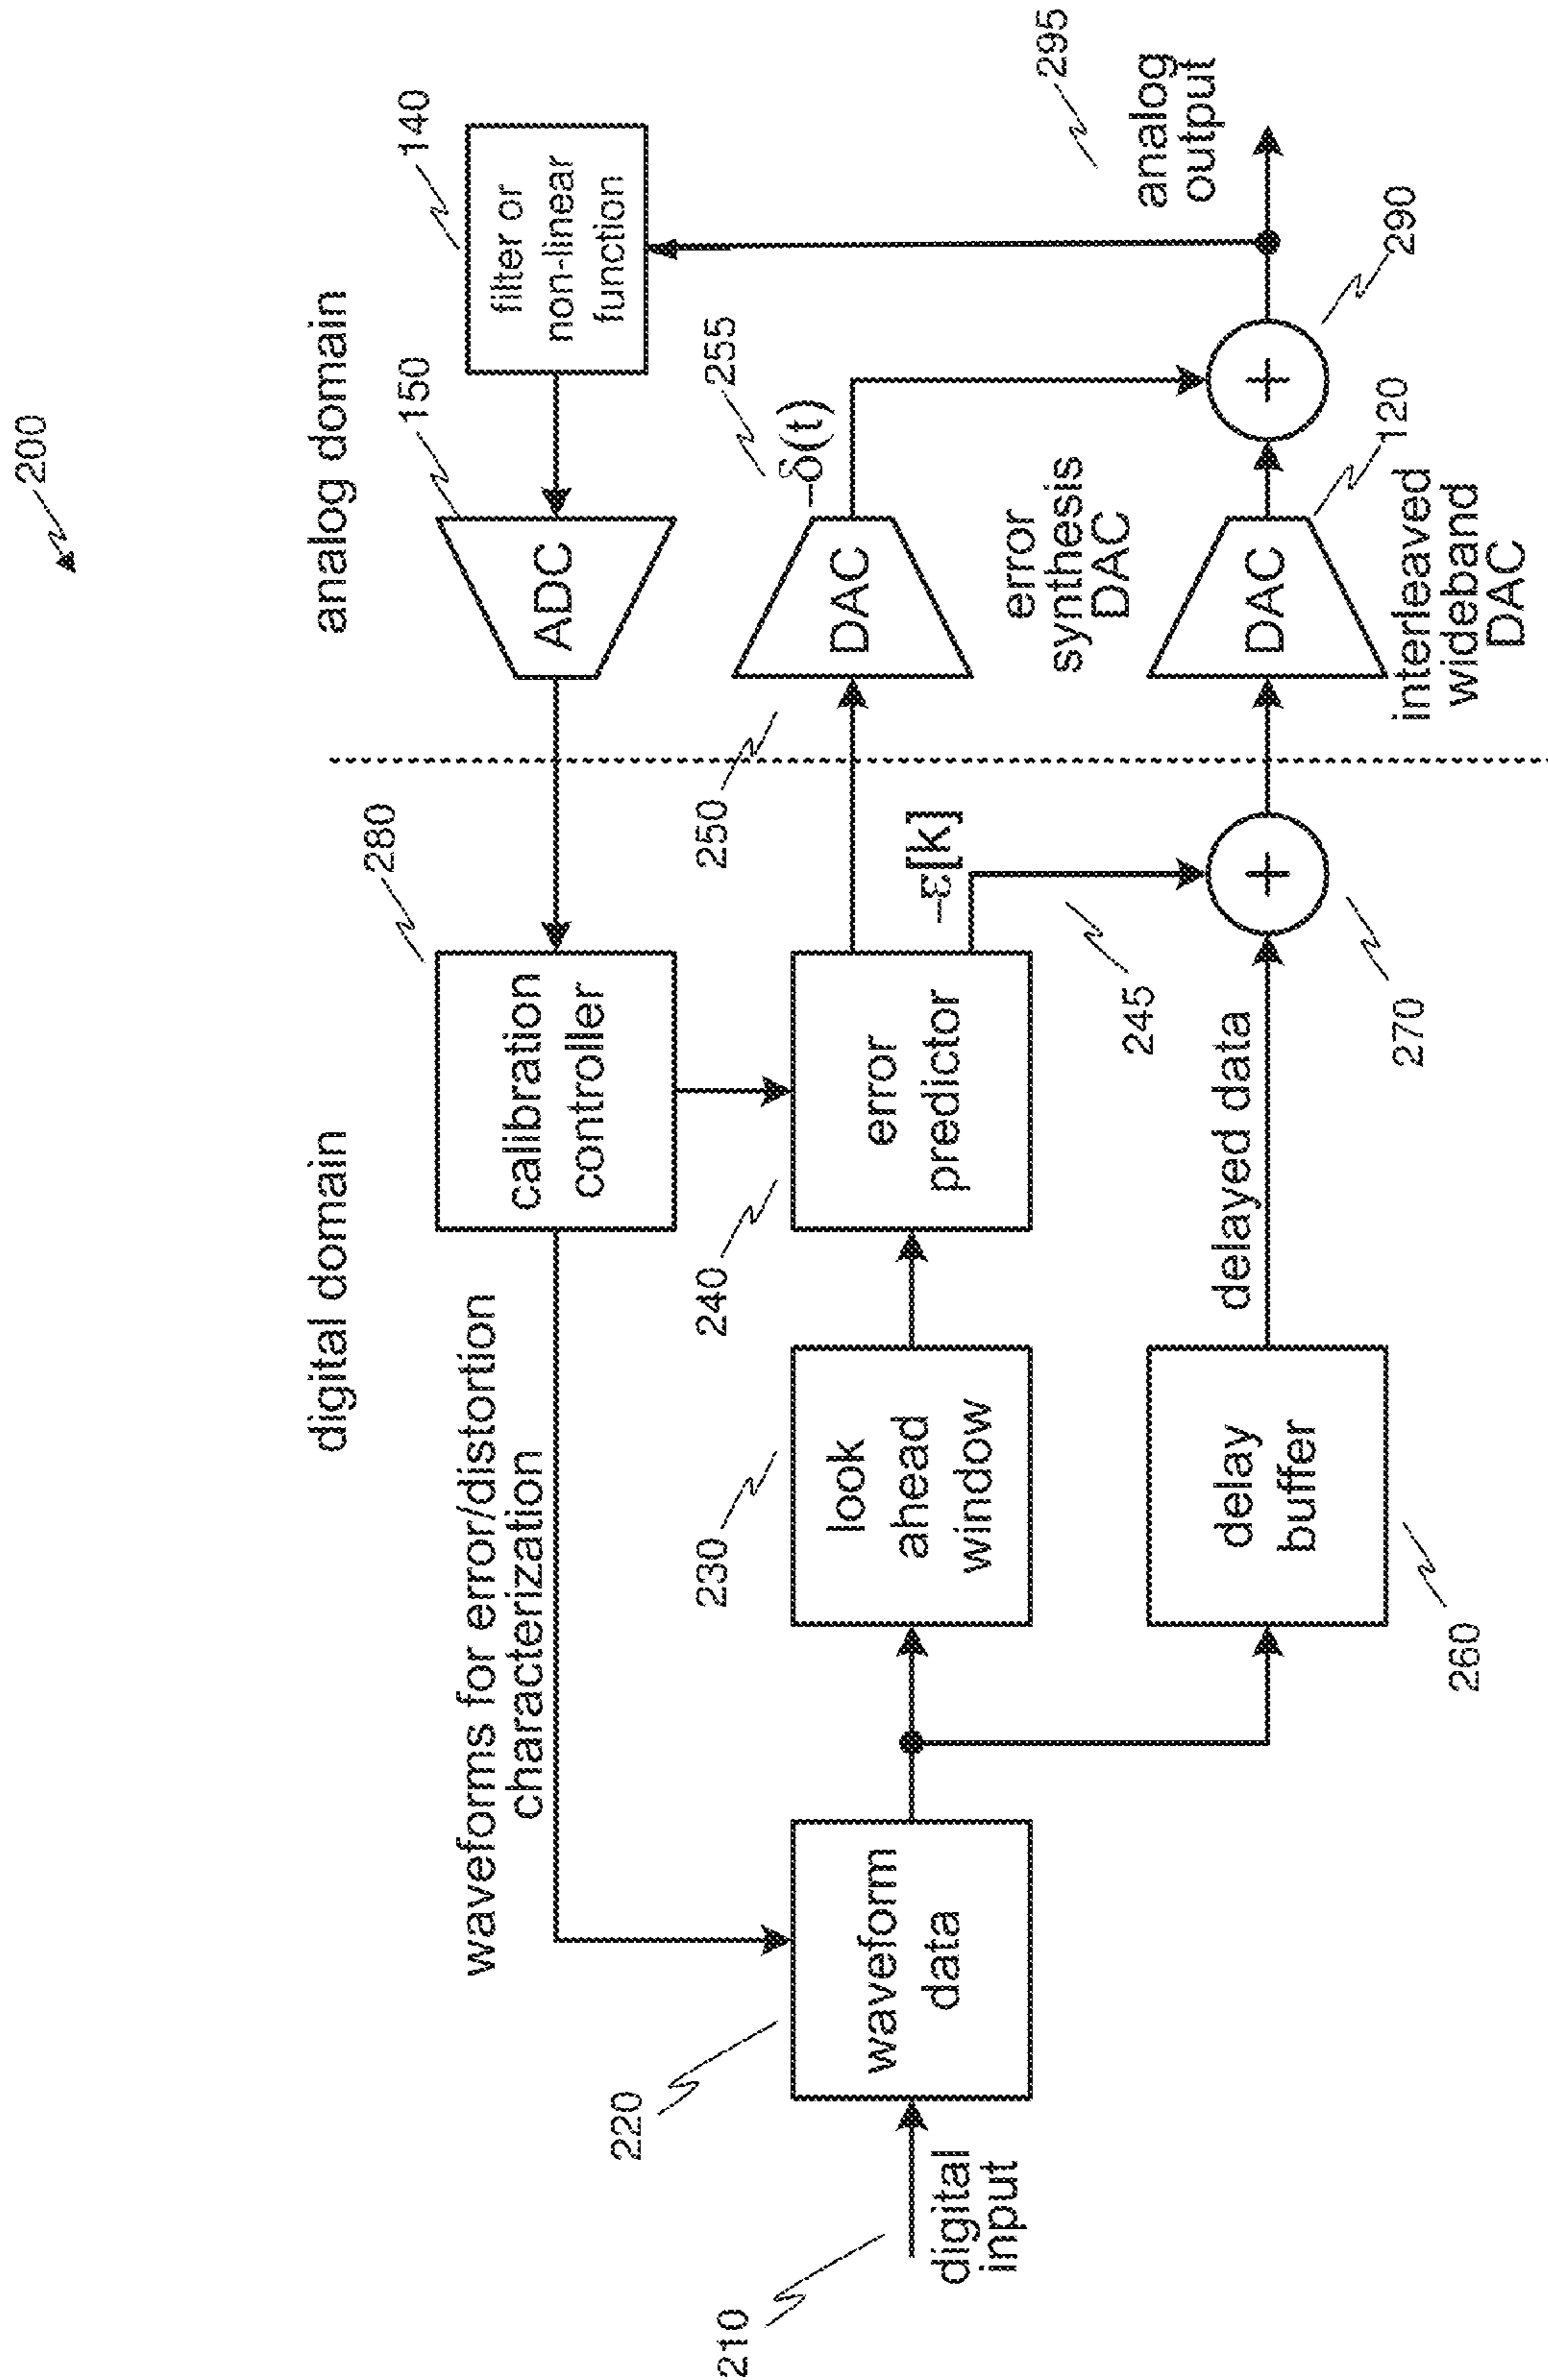 200
digital domain
analog domain
waveforms for error/distortion
characterization
280
calibration
controller
150
ADC
140
filter or
non-linear
function
210
digital
input
220
waveform
data
230
look
ahead
window
240
error
predictor
250
DAC
255
–δ(t)
error
synthesis
DAC
–ε[k]
245
260
delay
buffer
delayed data
270
DAC
120
interleaved
wideband
DAC
290
analog
output
295